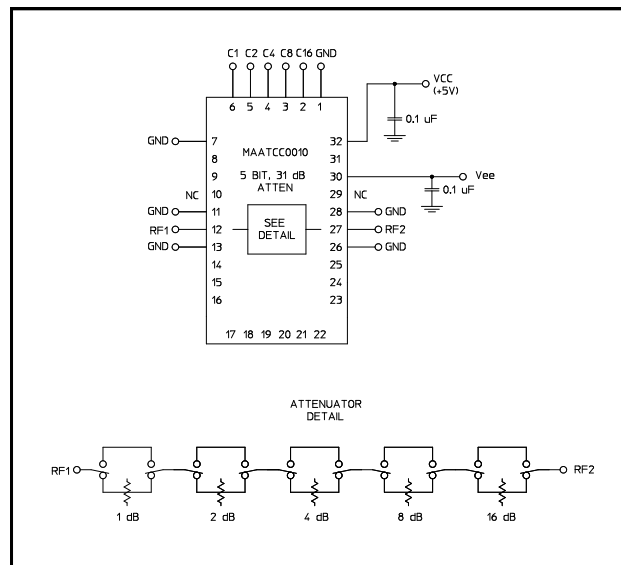 C1 C2 C4 C8 C16 GND
6 5 4 3 2 1
VCC
(+5V)
0.1 uF
GND 7 32
MAATCC0010
8 31
9 5 BIT, 31 dB 30 Vee
ATTEN
NC 10 29 NC
0.1 uF
GND 11 28 GND
RF1 12 SEE 27 RF2
DETAIL
GND 13 26 GND
14 25
15 24
16 23
17 18 19 20 21 22
ATTENUATOR
DETAIL
RF1 RF2
1 dB 2 dB 4 dB 8 dB 16 dB